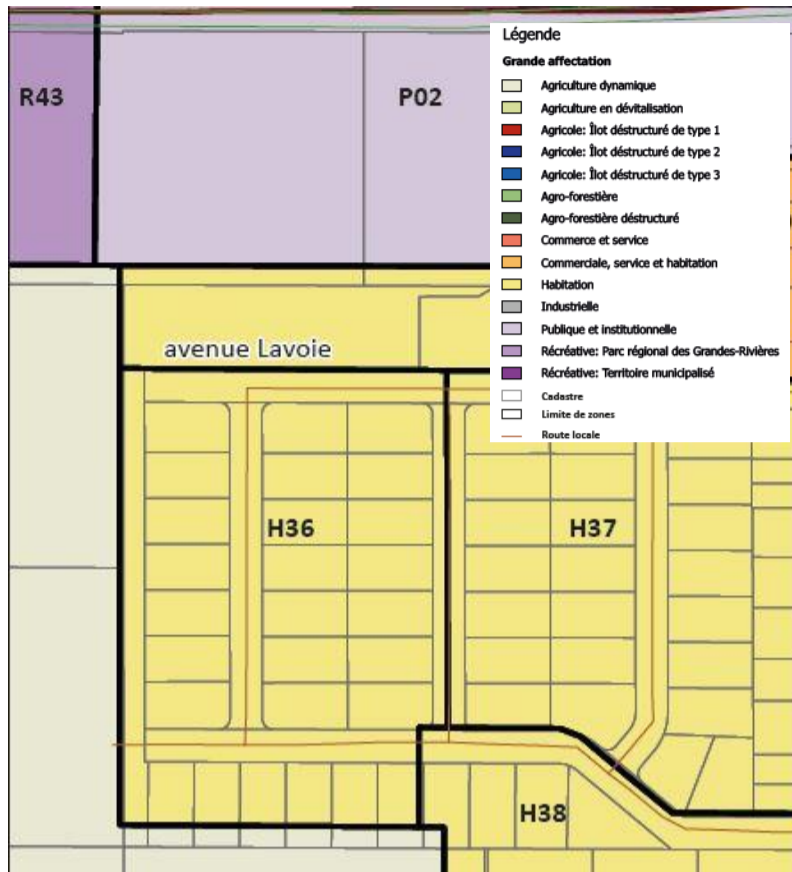 R43
P02
Légende
Grande affectation
Agriculture dynamique
Agriculture en dévitalisation
Agricole: Îlot déstructuré de type 1
Agricole: Îlot déstructuré de type 2
Agricole: Îlot déstructuré de type 3
Agro-forestière
Agro-forestière déstructuré
Commerce et service
Commerciale, service et habitation
Habitation
Industrielle
Publique et institutionnelle
Récréative: Parc régional des Grandes-Rivières
Récréative: Territoire municipalisé
Cadastre
Limite de zones
Route locale
avenue Lavoie
H36
H37
H38